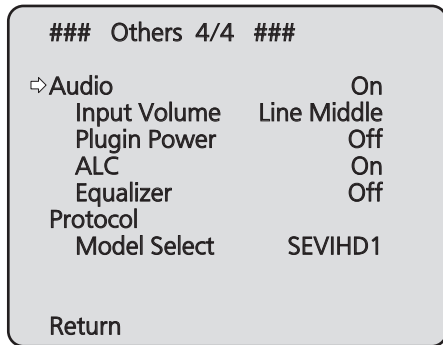 ### Others 4/4 ###
⇨Audio On
Input Volume Line Middle
Plugin Power Off
ALC On
Equalizer Off
Protocol
Model Select SEVIHD1
Return